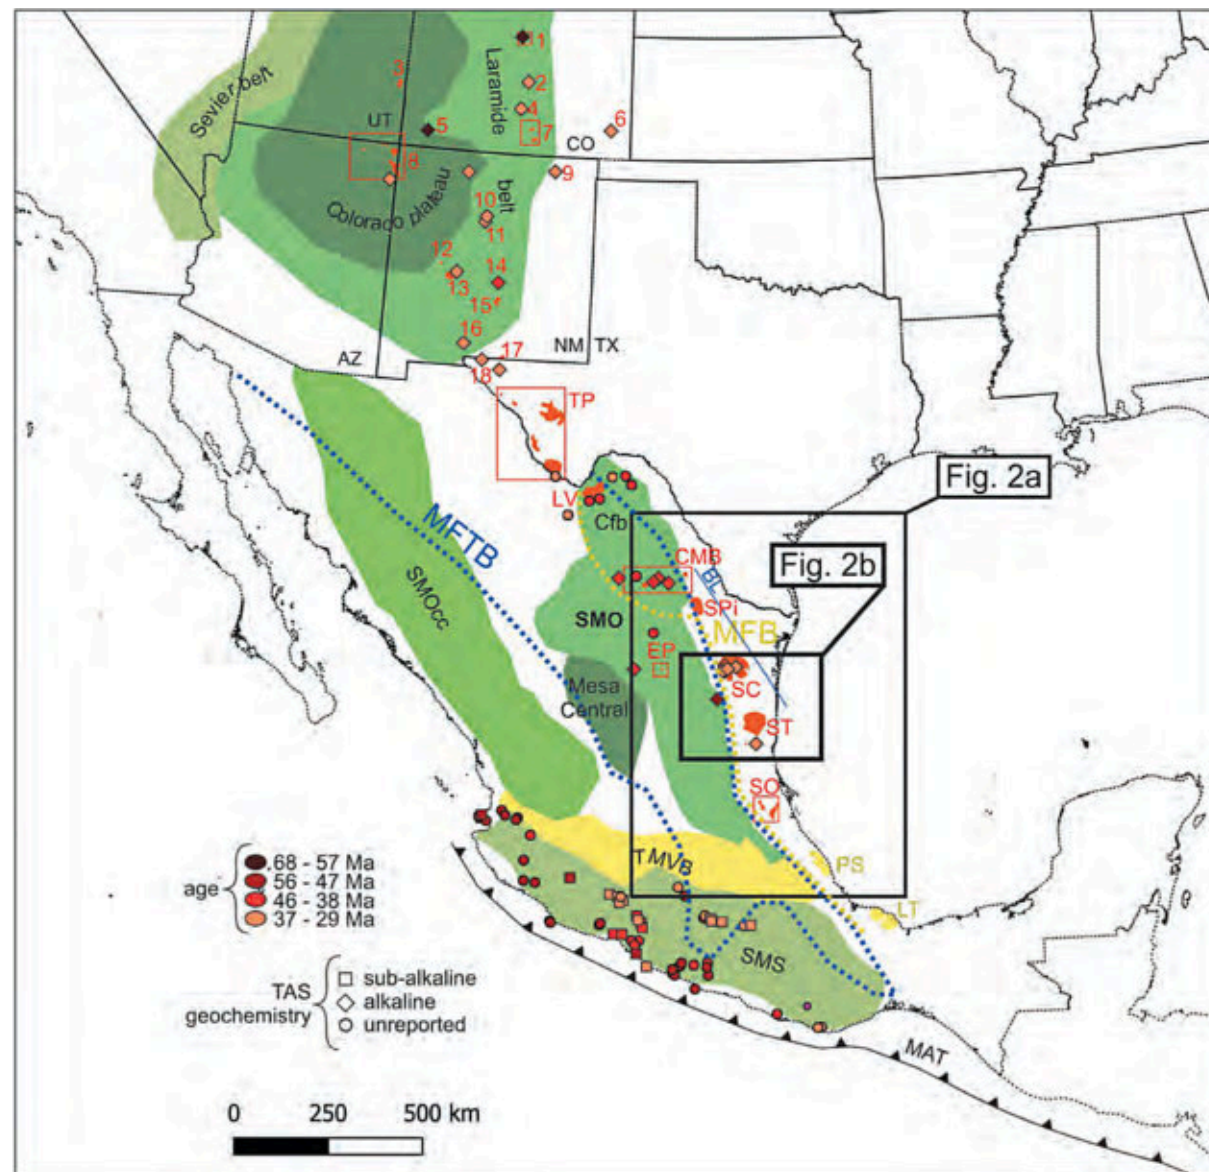 1
Laramide
3
2
Sevier belt
4
6
UT
5
7
CO
8
9
Colorado plateau
belt
10
11
12
14
13
15
16
NM
TX
AZ
17
18
TP
Fig. 2a
LV
Cfb
MFTB
CMB
BL
Fig. 2b
SMOcc
SPi
SMO
MFB
EP
Mesa
Central
SC
ST
SO
TMVB
PS
LT
SMS
MAT
age
68 - 57 Ma
56 - 47 Ma
46 - 38 Ma
37 - 29 Ma
TAS
geochemistry
sub-alkaline
alkaline
unreported
0 250 500 km